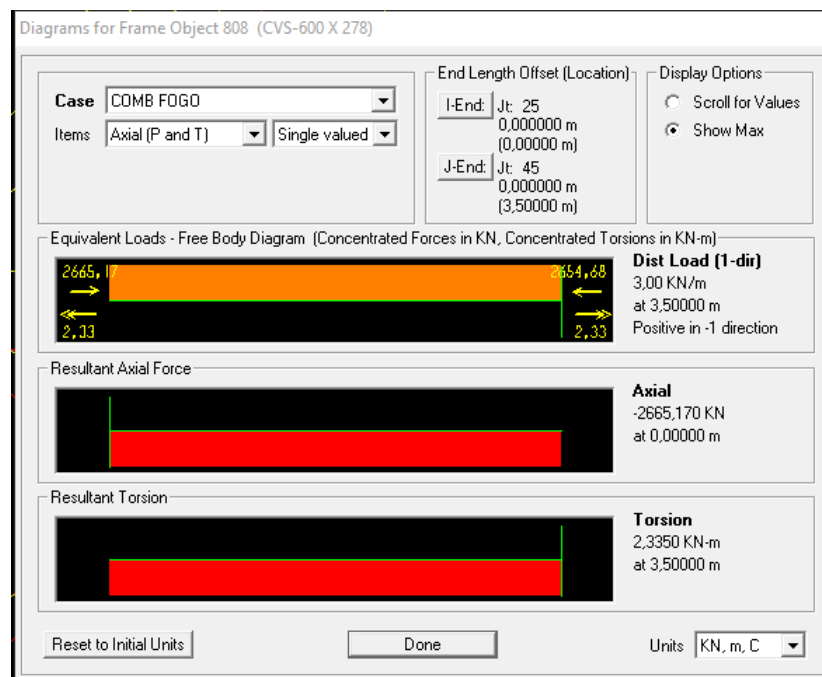 Diagrams for Frame Object 808 (CVS-600 X 278)
Case COMB FOGO
Items Axial (P and T) Single valued
End Length Offset (Location)
I-End: Jt: 25
0,000000 m
(0,00000 m)
J-End: Jt: 45
0,000000 m
(3,50000 m)
Display Options
Scroll for Values
Show Max
Equivalent Loads - Free Body Diagram (Concentrated Forces in KN, Concentrated Torsions in KN-m)
2665,17
2654,68
2,33
2,33
Dist Load (1-dir)
3,00 KN/m
at 3,50000 m
Positive in -1 direction
Resultant Axial Force
Axial
-2665,170 KN
at 0,00000 m
Resultant Torsion
Torsion
2,3350 KN-m
at 3,50000 m
Reset to Initial Units
Done
Units KN, m, C